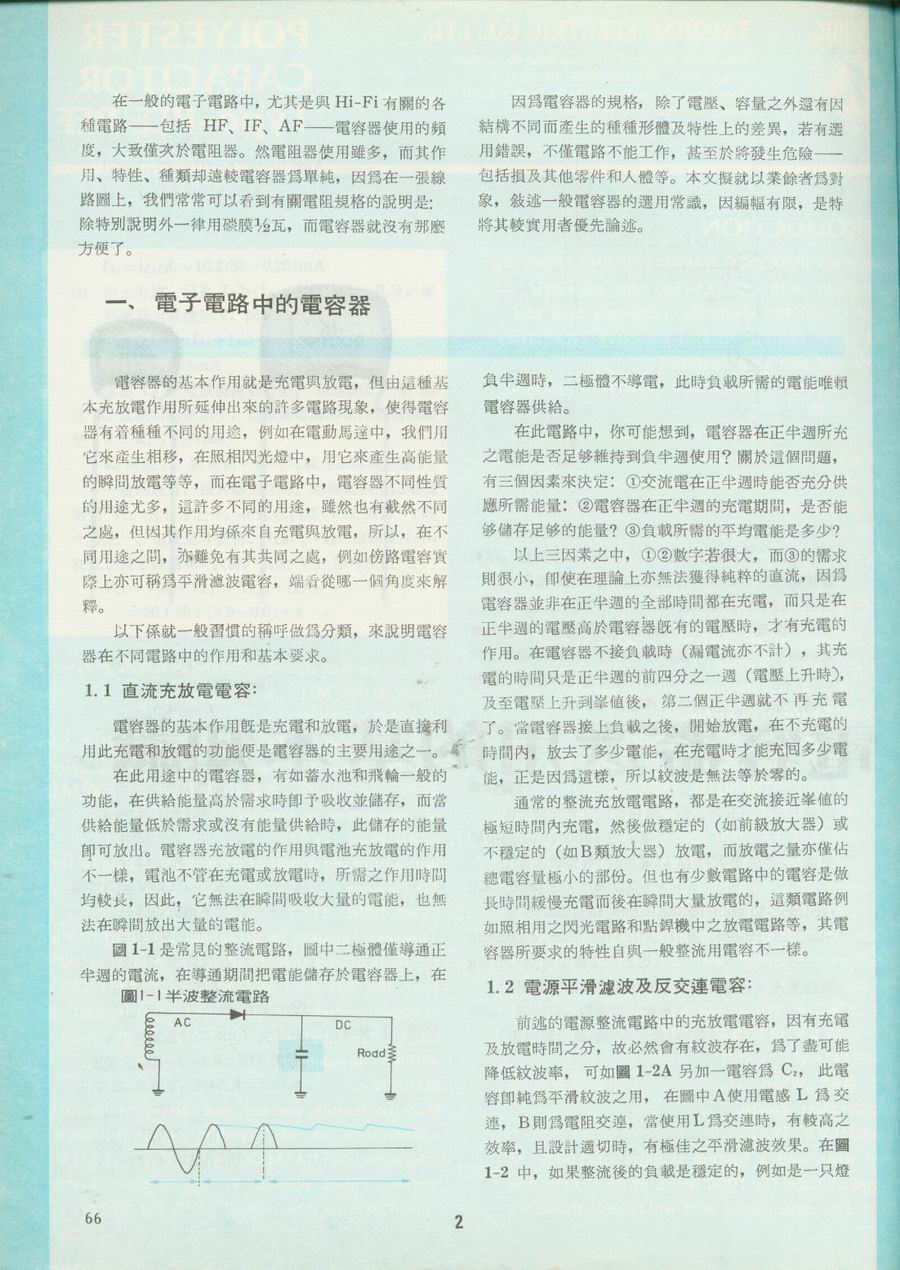 在一般的電子電路中，尤其是與 Hi-Fi 有關的各
種電路——包括 HF、IF、AF——電容器使用的頻
度，大致僅次於電阻器。然電阻器使用雖多，而其作
用、特性、種類却遠較電容器爲單純，因爲在一張線
路圖上，我們常常可以看到有關電阻規格的說明是：
除特別說明外一律用碳膜½瓦，而電容器就沒有那麽
方便了。
因爲電容器的規格，除了電壓、容量之外還有因
結構不同而產生的種種形體及特性上的差異，若有選
用錯誤，不僅電路不能工作，甚至於將發生危險——
包括損及其他零件和人體等。本文擬就以業餘者爲對
象，敍述一般電容器的選用常識，因編幅有限，是特
將其較實用者優先論述。
一、電子電路中的電容器
電容器的基本作用就是充電與放電，但由這種基
本充放電作用所延伸出來的許多電路現象，使得電容
器有着種種不同的用途，例如在電動馬達中，我們用
它來產生相移，在照相閃光燈中，用它來產生高能量
的瞬間放電等等，而在電子電路中，電容器不同性質
的用途尤多，這許多不同的用途，雖然也有截然不同
之處，但因其作用均係來自充電與放電，所以，在不
同用途之間，亦難免有其共同之處，例如傍路電容實
際上亦可稱爲平滑濾波電容，端看從哪一個角度來解
釋。
以下係就一般習慣的稱呼做爲分類，來說明電容
器在不同電路中的作用和基本要求。
1.1 直流充放電電容：
電容器的基本作用旣是充電和放電，於是直接利
用此充電和放電的功能便是電容器的主要用途之一。
在此用途中的電容器，有如蓄水池和飛輪一般的
功能，在供給能量高於需求時卽予吸收並儲存，而當
供給能量低於需求或沒有能量供給時，此儲存的能量
卽可放出。電容器充放電的作用與電池充放電的作用
不一樣，電池不管在充電或放電時，所需之作用時間
均較長，因此，它無法在瞬間吸收大量的電能，也無
法在瞬間放出大量的電能。
圖1-1是常見的整流電路，圖中二極體僅導通正
半週的電流，在導通期間把電能儲存於電容器上，在
圖1-1半波整流電路
AC
DC
Road
負半週時，二極體不導電，此時負載所需的電能唯賴
電容器供給。
在此電路中，你可能想到，電容器在正半週所充
之電能是否足够維持到負半週使用？關於這個問題，
有三個因素來決定：①交流電在正半週時能否充分供
應所需能量：②電容器在正半週的充電期間，是否能
够儲存足够的能量？③負載所需的平均電能是多少？
以上三因素之中，①②數字若很大，而③的需求
則很小，卽使在理論上亦無法獲得純粹的直流，因爲
電容器並非在正半週的全部時間都在充電，而只是在
正半週的電壓高於電容器旣有的電壓時，才有充電的
作用。在電容器不接負載時（漏電流亦不計），其充
電的時間只是正半週的前四分之一週（電壓上升時），
及至電壓上升到峯値後，第二個正半週就不再充電
了。當電容器接上負載之後，開始放電，在不充電的
時間內，放去了多少電能，在充電時才能充囘多少電
能，正是因爲這樣，所以紋波是無法等於零的。
通常的整流充放電電路，都是在交流接近峯値的
極短時間內充電，然後做穩定的（如前級放大器）或
不穩定的（如B類放大器）放電，而放電之量亦僅佔
總電容量極小的部份。但也有少數電路中的電容是做
長時間緩慢充電而後在瞬間大量放電的，這類電路例
如照相用之閃光電路和點銲機中之放電電路等，其電
容器所要求的特性自與一般整流用電容不一樣。
1.2 電源平滑濾波及反交連電容：
前述的電源整流電路中的充放電電容，因有充電
及放電時間之分，故必然會有紋波存在，爲了盡可能
降低紋波率，可如圖1-2A 另加一電容爲 C₂，此電
容卽純爲平滑紋波之用，在圖中A使用電感 L 爲交
連，B則爲電阻交連，當使用L爲交連時，有較高之
效率，且設計適切時，有極佳之平滑濾波效果。在圖
1-2 中，如果整流後的負載是穩定的，例如是一只燈
66
2